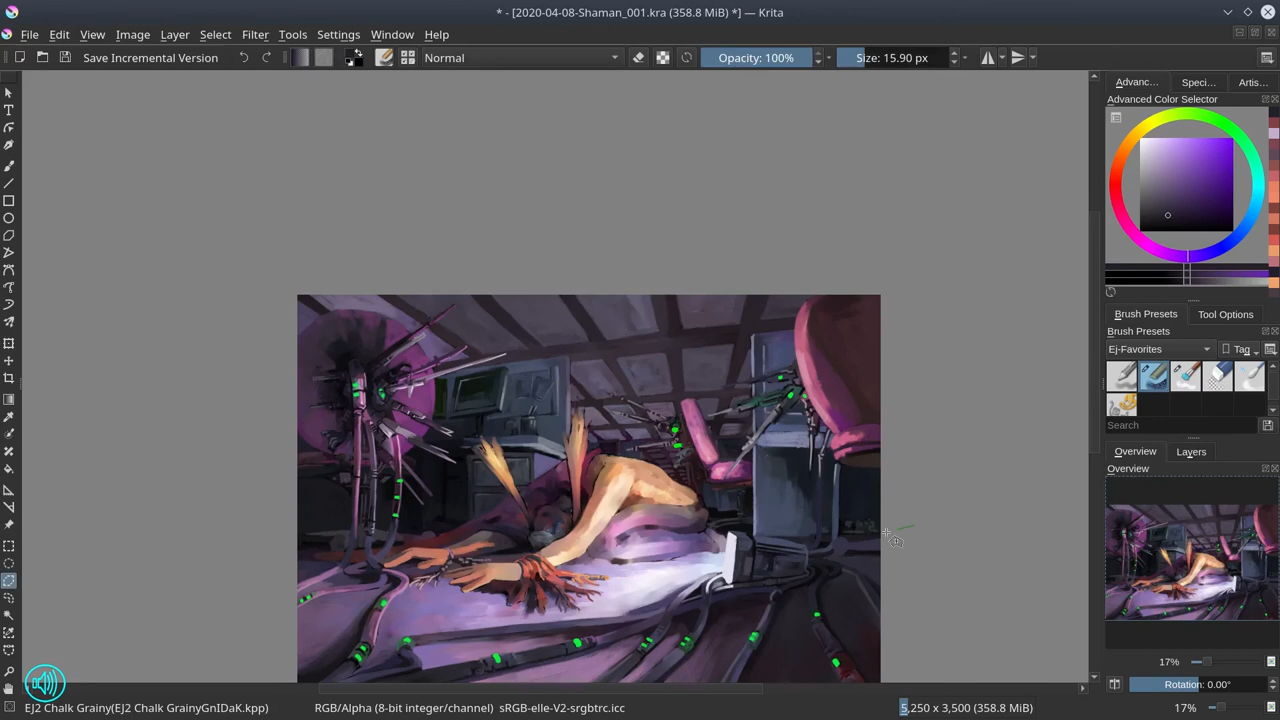 * - [2020-04-08-Shaman_001.kra (358.8 MiB) *] — Krita
File Edit View Image Layer Select Filter Tools Settings Window Help
Save Incremental Version Normal Opacity: 100% Size: 15.90 px
Advanc... Speci... Artis...
Advanced Color Selector
Brush Presets Tool Options
Brush Presets
Ej-Favorites Tag
Search
Overview Layers
Overview
17%
Rotation: 0.00°
EJ2 Chalk Grainy(EJ2 Chalk GrainyGnIDaK.kpp) RGB/Alpha (8-bit integer/channel) sRGB-elle-V2-srgbtrc.icc 5,250 x 3,500 (358.8 MiB) 17%